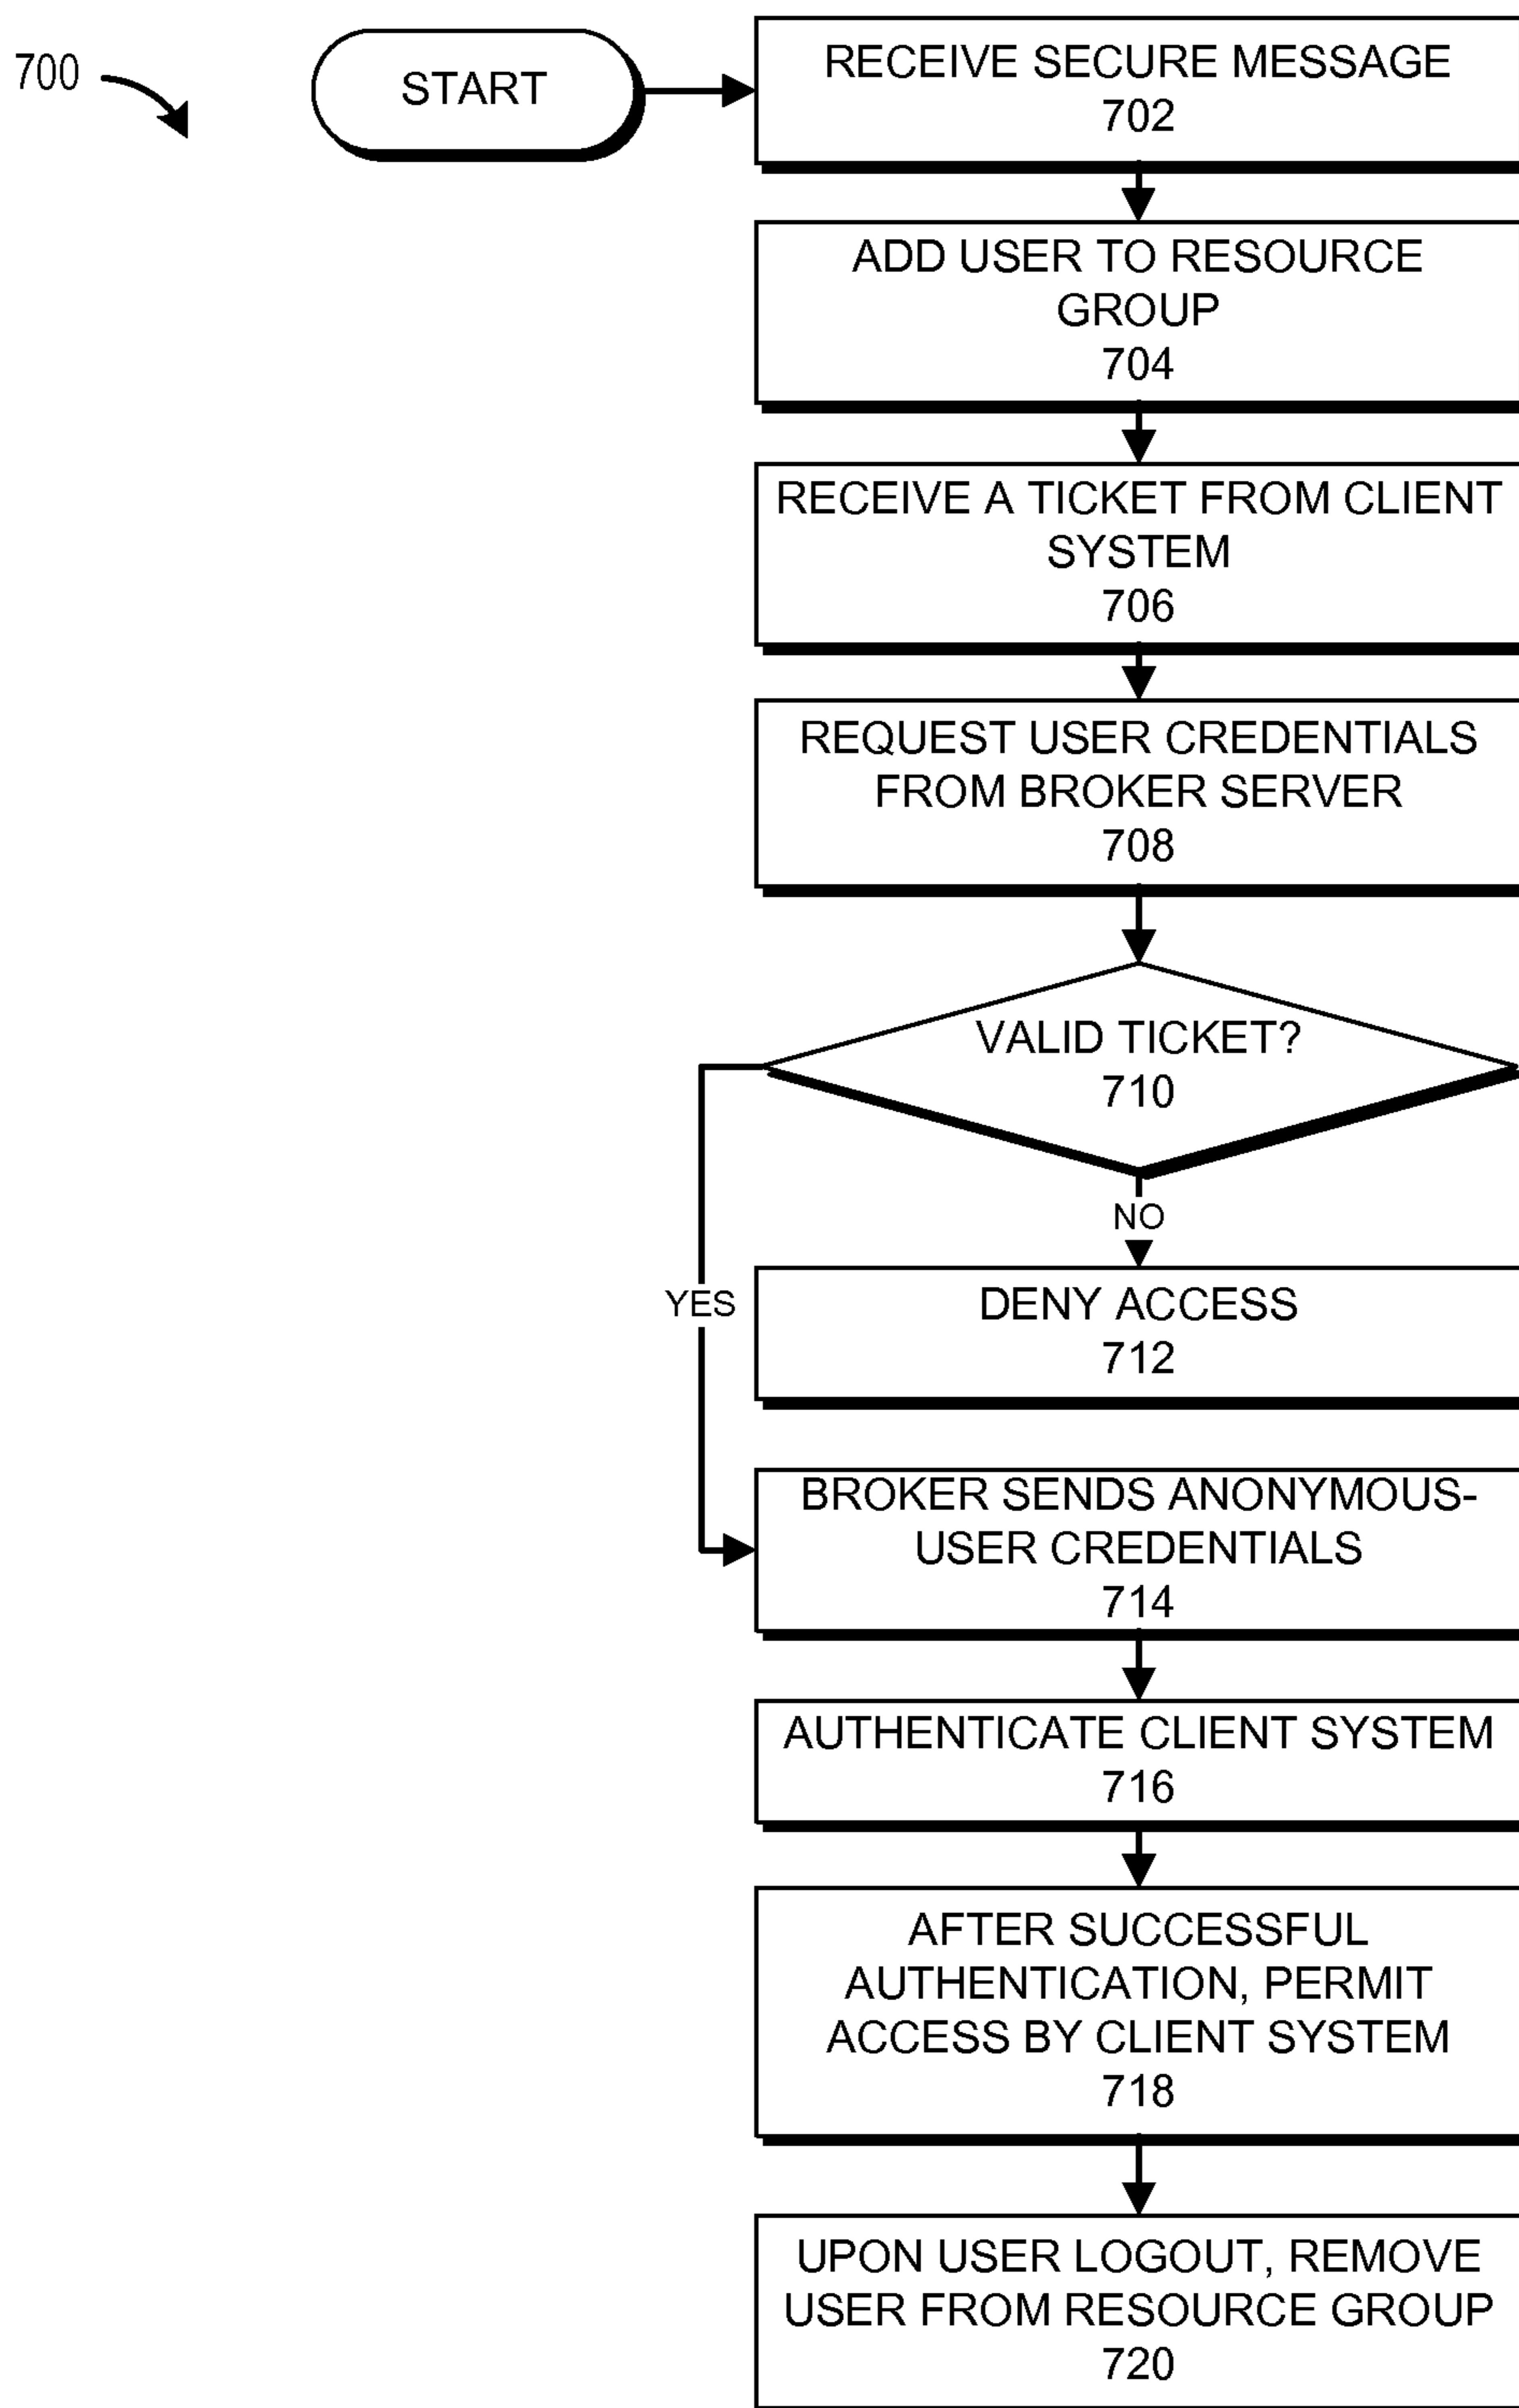 700
START
RECEIVE SECURE MESSAGE
702
ADD USER TO RESOURCE
GROUP
704
RECEIVE A TICKET FROM CLIENT
SYSTEM
706
REQUEST USER CREDENTIALS
FROM BROKER SERVER
708
VALID TICKET?
710
NO
YES
DENY ACCESS
712
BROKER SENDS ANONYMOUS-
USER CREDENTIALS
714
AUTHENTICATE CLIENT SYSTEM
716
AFTER SUCCESSFUL
AUTHENTICATION, PERMIT
ACCESS BY CLIENT SYSTEM
718
UPON USER LOGOUT, REMOVE
USER FROM RESOURCE GROUP
720